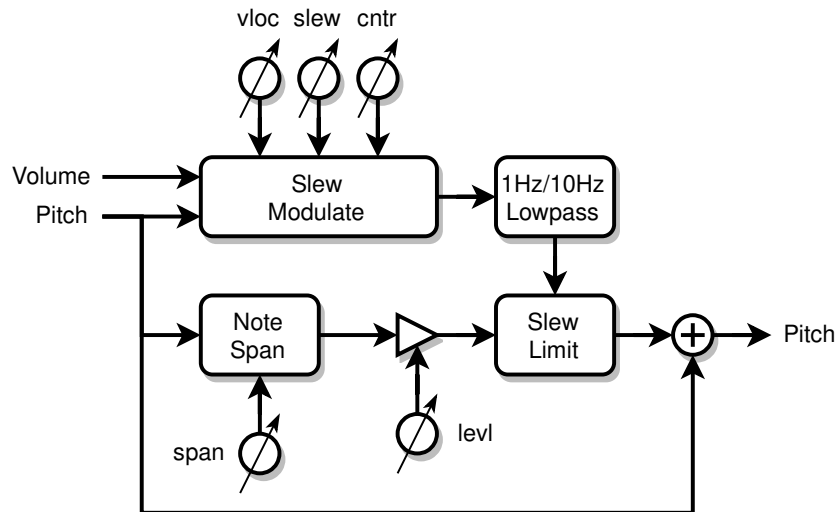 vloc slew cntr
Volume
Pitch
Slew
Modulate
1Hz/10Hz
Lowpass
Note
Span
Slew
Limit
+
Pitch
span
levl